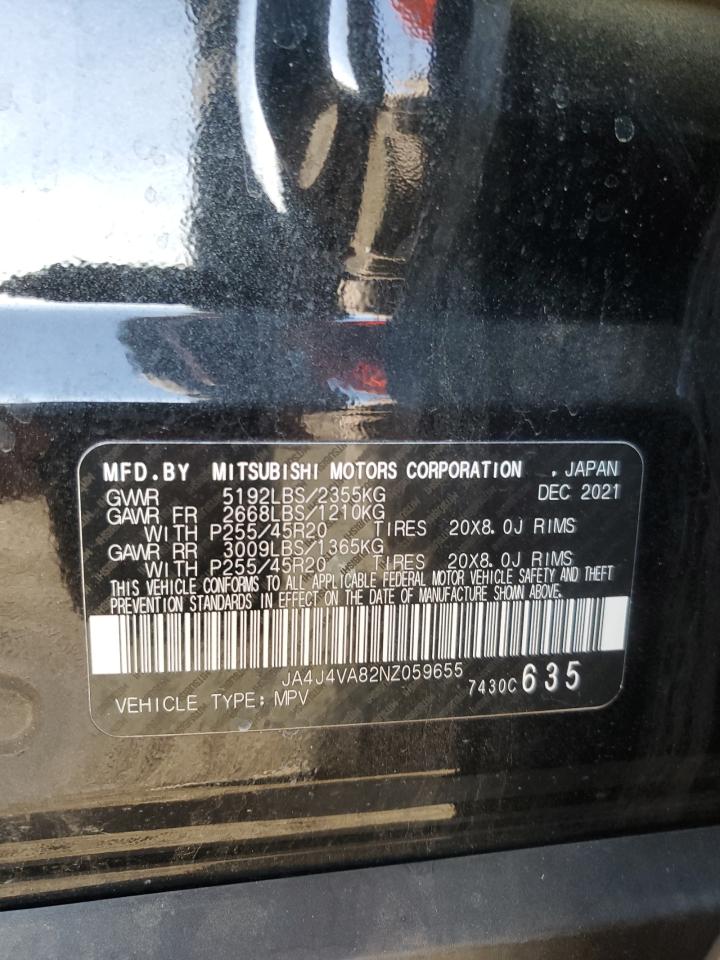 MFD.BY MITSUBISHI MOTORS CORPORATION , JAPAN
GWWR 5192LBS/2355KG DEC 2021
GAWR FR 2668LBS/1210KG
WITH P255/45R20 TIRES 20X8.0J RIMS
GAWR RR 3009LBS/1365KG
WITH P255/45R20 TIRES 20X8.0J RIMS
THIS VEHICLE CONFORMS TO ALL APPLICABLE FEDERAL MOTOR VEHICLE SAFETY AND THEFT
PREVENTION STANDARDS IN EFFECT ON THE DATE OF MANUFACTURE SHOWN ABOVE.
JA4J4VA82NZ059655
VEHICLE TYPE: MPV 7430C 635